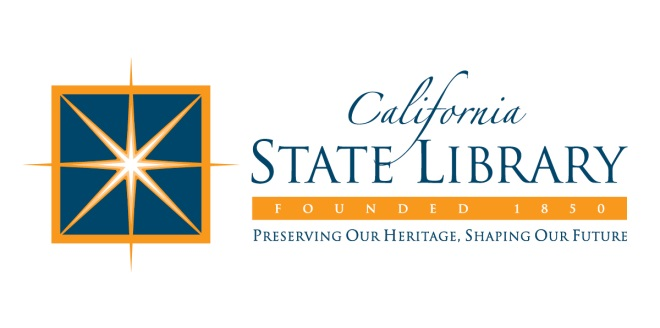 California
STATE LIBRARY
FOUNDED 1850
PRESERVING OUR HERITAGE, SHAPING OUR FUTURE